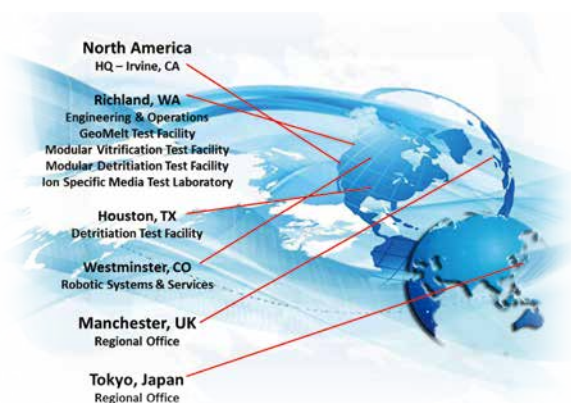 North America
HQ – Irvine, CA
Richland, WA
Engineering & Operations
GeoMelt Test Facility
Modular Vitrification Test Facility
Modular Detritiation Test Facility
Ion Specific Media Test Laboratory
Houston, TX
Detritiation Test Facility
Westminster, CO
Robotic Systems & Services
Manchester, UK
Regional Office
Tokyo, Japan
Regional Office